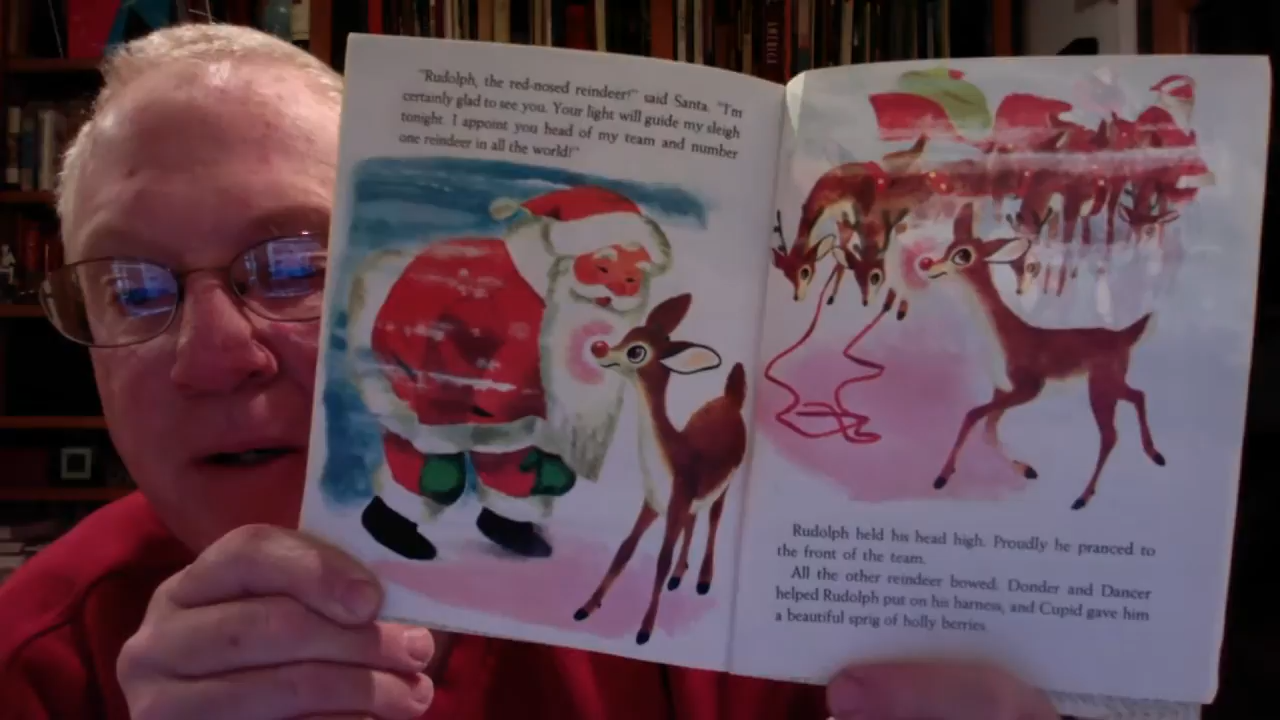 "Rudolph, the red-nosed reindeer!" said Santa. "I'm
certainly glad to see you. Your light will guide my sleigh
tonight. I appoint you head of my team and number
one reindeer in all the world!"
Rudolph held his head high. Proudly he pranced to
the front of the team.
All the other reindeer bowed. Donder and Dancer
helped Rudolph put on his harness, and Cupid gave him
a beautiful sprig of holly berries.